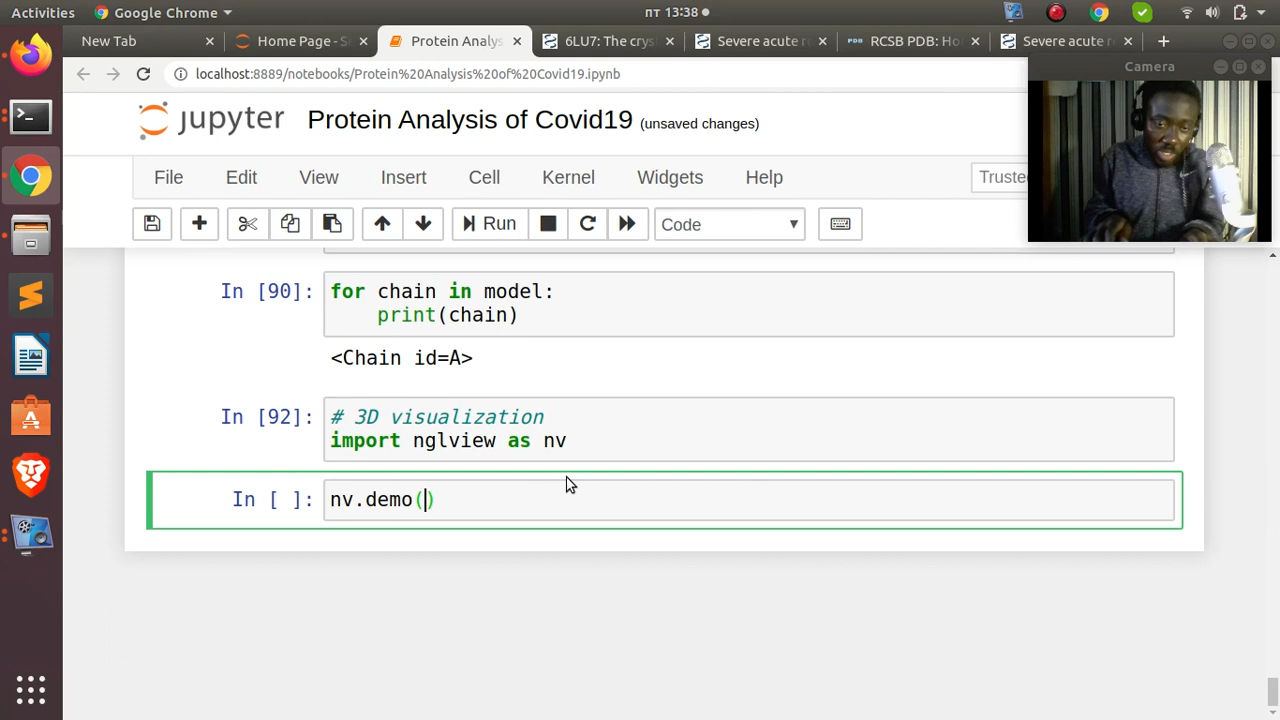 Activities
Google Chrome
пт 13:38
New Tab
Home Page - S
Protein Analys
6LU7: The crys
Severe acute r
RCSB PDB: Ho
Severe acute r
localhost:8889/notebooks/Protein%20Analysis%20of%20Covid19.ipynb
Camera
jupyter
Protein Analysis of Covid19 (unsaved changes)
File Edit View Insert Cell Kernel Widgets Help
Trusted
Run
Code
In [90]: for chain in model:
print(chain)
<Chain id=A>
In [92]: # 3D visualization
import nglview as nv
In [ ]: nv.demo()